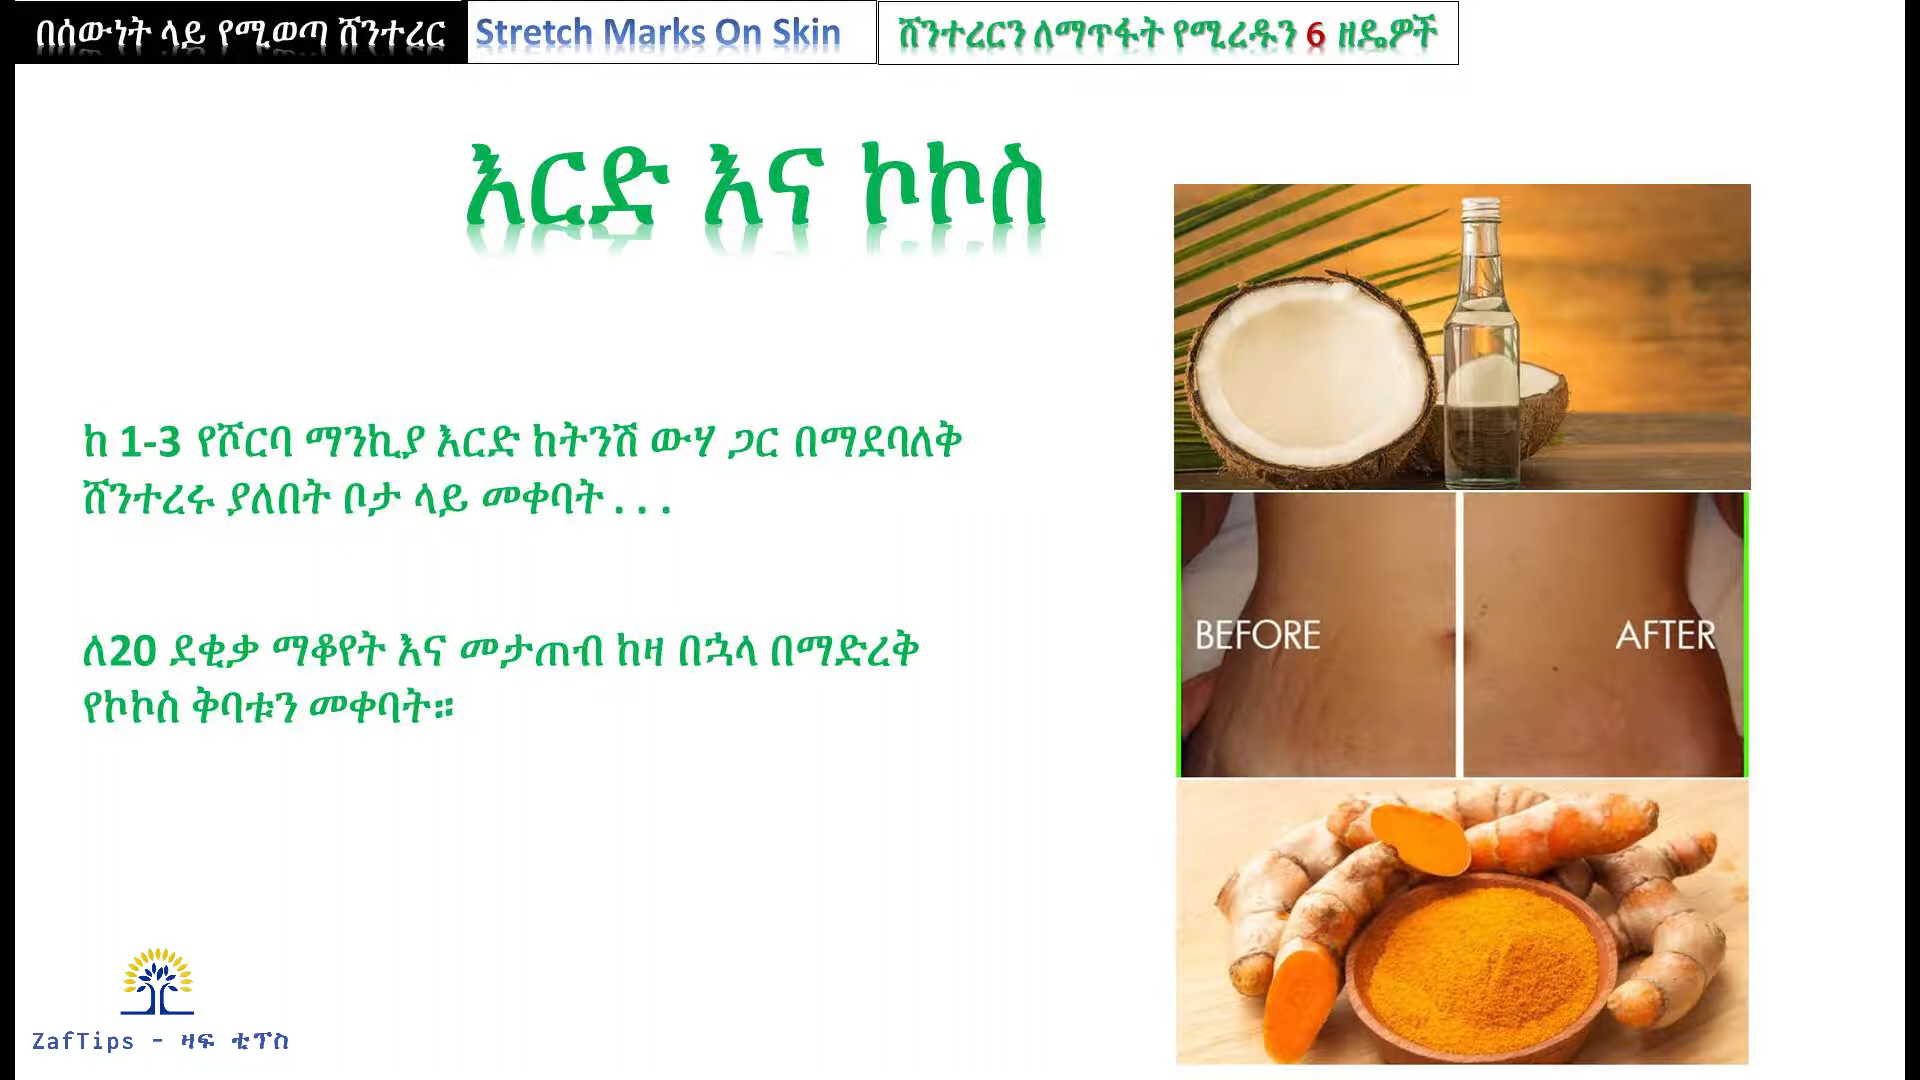 በሰውነት ላይ የሚወጣ ሸንተረር
Stretch Marks On Skin
ሸንተረርን ለማጥፋት የሚረዱን 6 ዘዴዎች
እርድ እና ኮኮስ
ከ 1-3 የሾርባ ማንኪያ እርድ ከትንሽ ውሃ ጋር በማደባለቅ
ሸንተረሩ ያለበት ቦታ ላይ መቀባት . . .
ለ20 ደቂቃ ማቆየት እና መታጠብ ከዛ በኋላ በማድረቅ
የኮኮስ ቅባቱን መቀባት።
BEFORE
AFTER
ZafTips - ዛፍ ቲፕስ